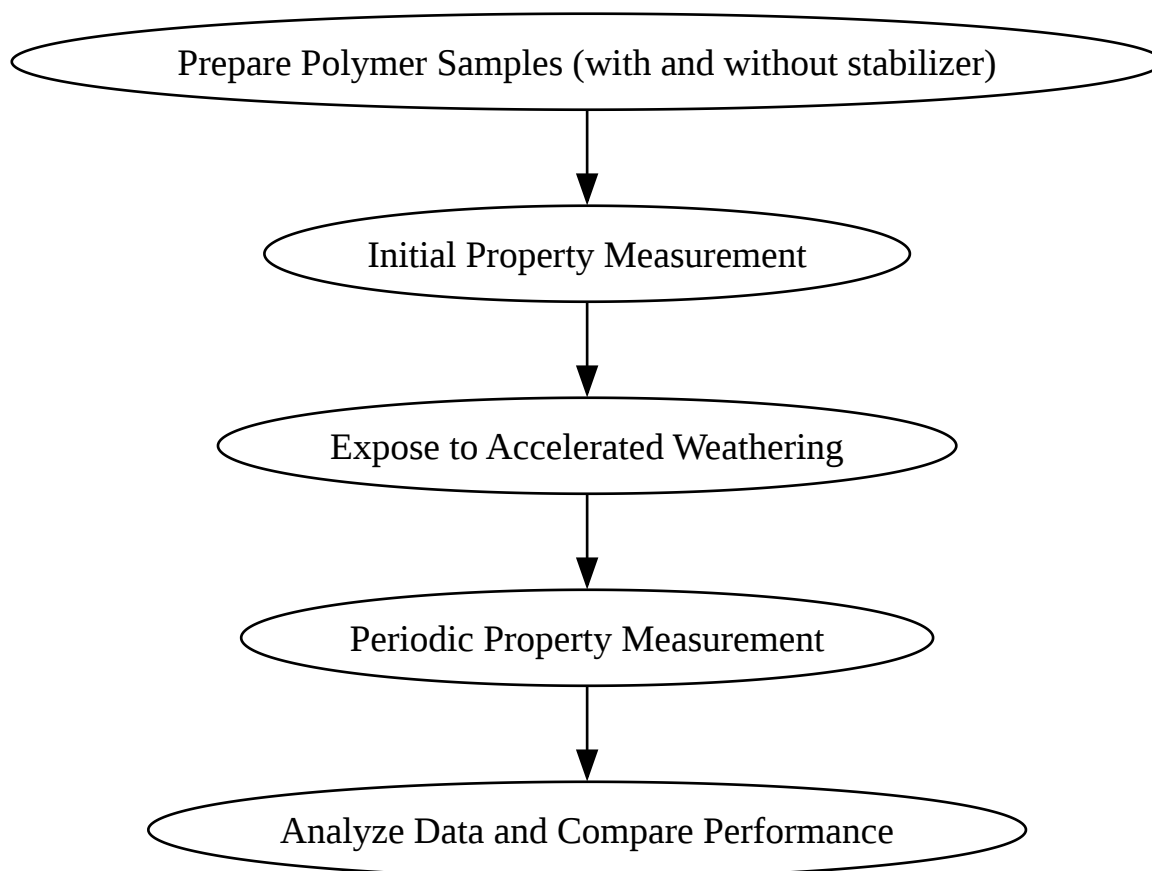 Prepare Polymer Samples (with and without stabilizer)
Initial Property Measurement
Expose to Accelerated Weathering
Periodic Property Measurement
Analyze Data and Compare Performance